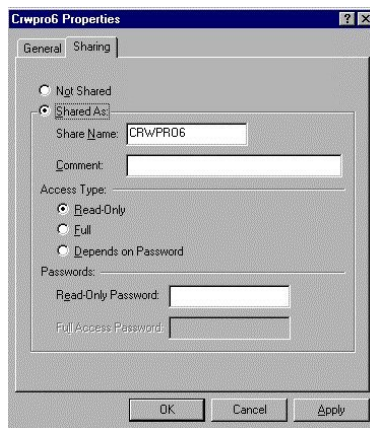 Crwpro6 Properties
General Sharing
Not Shared
Shared As:
Share Name: CRWPRO6
Comment:
Access Type:
Read-Only
Full
Depends on Password
Passwords:
Read-Only Password:
Full Access Password:
OK Cancel Apply